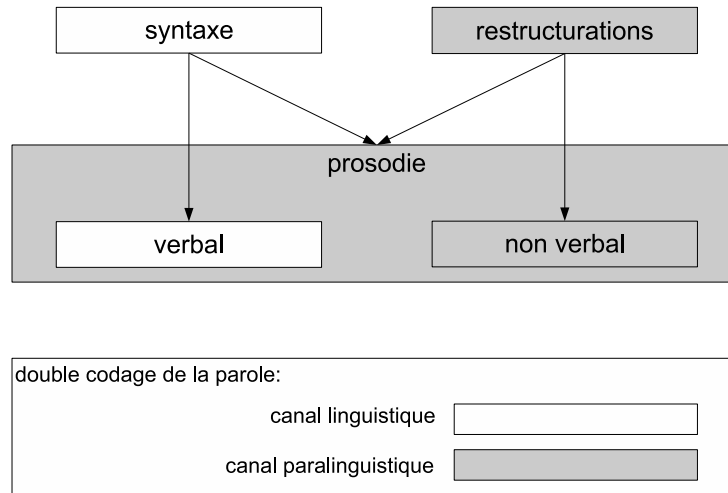 syntaxe
restructurations
prosodie
verbal
non verbal
double codage de la parole:
canal linguistique
canal paralinguistique